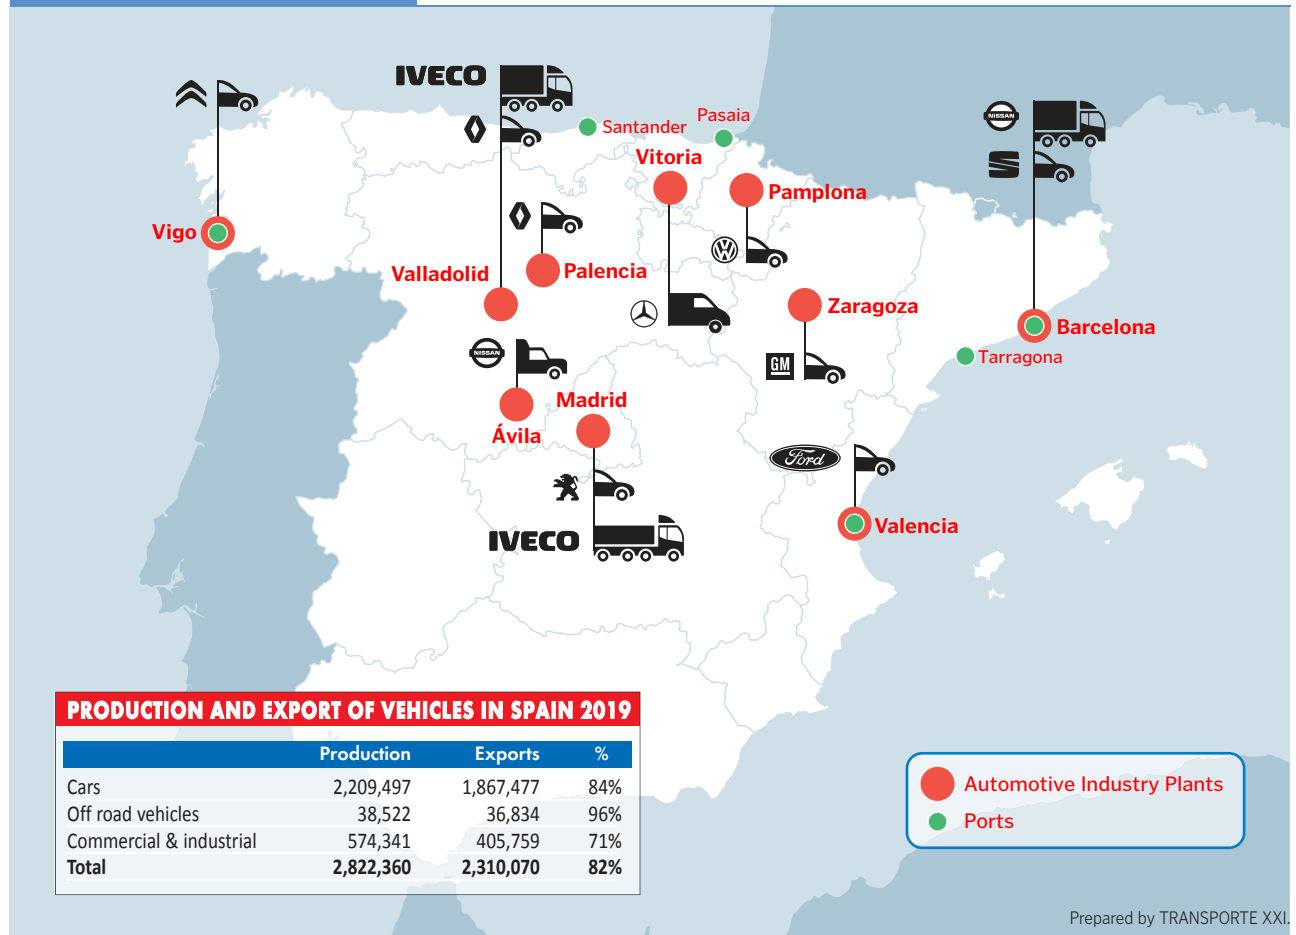 IVECO
NISSAN
Pasaia
Santander
Vitoria
Pamplona
Vigo
Valladolid
Palencia
Zaragoza
Barcelona
NISSAN
Tarragona
GM
Madrid
Ávila
Ford
Valencia
IVECO
PRODUCTION AND EXPORT OF VEHICLES IN SPAIN 2019
Production Exports %
Cars 2,209,497 1,867,477 84%
Off road vehicles 38,522 36,834 96%
Commercial & industrial 574,341 405,759 71%
Total 2,822,360 2,310,070 82%
Automotive Industry Plants
Ports
Prepared by TRANSPORTE XXI.